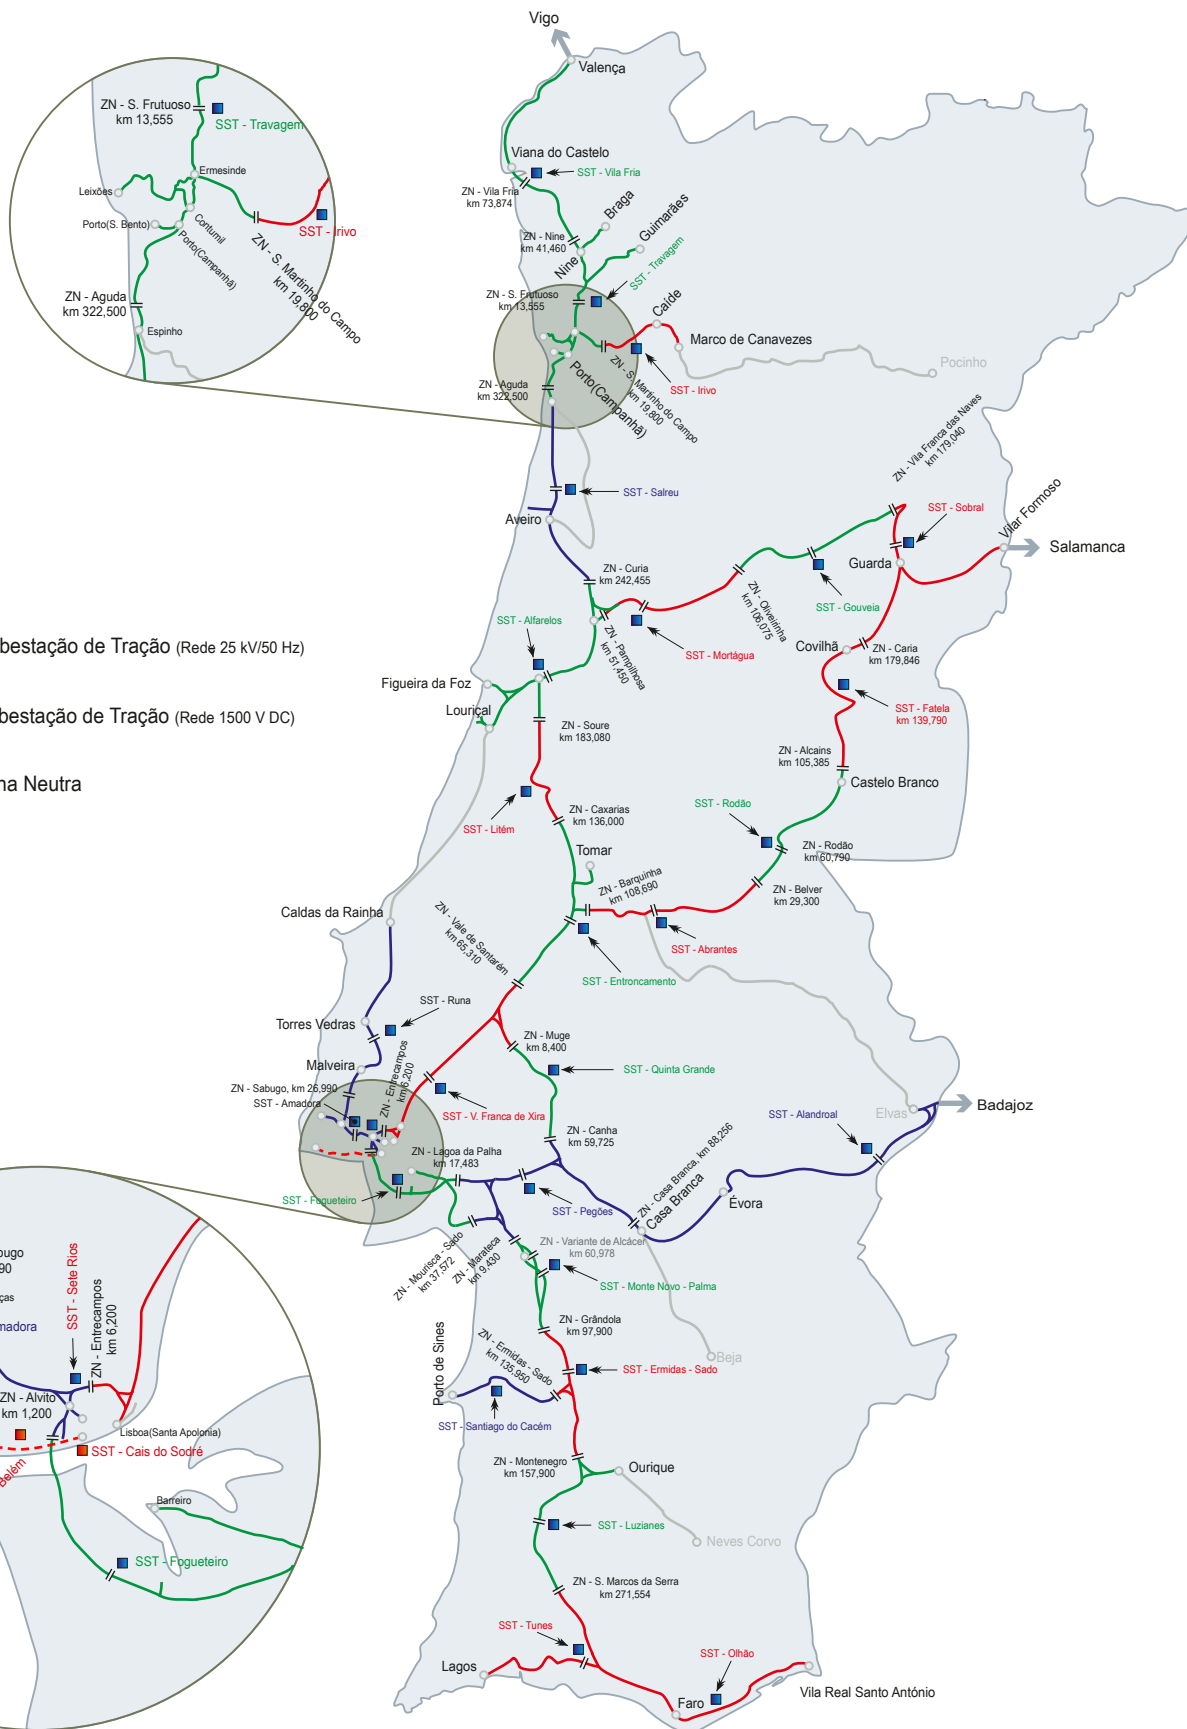 Vigo
Valença
ZN - S. Frutuoso
km 13,555
SST - Travagem
Ermesinde
Leixões
Contumil
Porto(S. Bento)
Porto(Campanhã)
SST - Irivo
ZN - S. Martinho do Campo
km 19,800
ZN - Aguda
km 322,500
Espinho
Viana do Castelo
SST - Vila Fria
ZN - Vila Fria
km 73,874
Braga
Guimarães
ZN - Nine
km 41,460
Nine
SST - Travagem
ZN - S. Frutuoso
km 13,555
Caíde
Marco de Canavezes
Pocinho
ZN - S. Martinho do Campo
km 19,800
SST - Irivo
ZN - Aguda
km 322,500
Porto(Campanhã)
ZN - Vila Franca das Naves
km 179,040
SST - Salreu
Aveiro
SST - Sobral
Vilar Formoso
Salamanca
Guarda
ZN - Curia
km 242,455
ZN - Oliveirinha
km 106,075
SST - Gouveia
SST - Alfarelos
ZN - Pampilhosa
km 51,450
SST - Mortágua
Covilhã
ZN - Caria
km 179,846
bestação de Tração (Rede 25 kV/50 Hz)
Figueira da Foz
SST - Fatela
km 139,790
Louriçal
bestação de Tração (Rede 1500 V DC)
ZN - Soure
km 183,080
ZN - Alcains
km 105,385
na Neutra
Castelo Branco
SST - Litém
ZN - Caxarias
km 136,000
SST - Rodão
Tomar
ZN - Rodão
km 60,790
ZN - Barquinha
km 108,690
ZN - Belver
km 29,300
Caldas da Rainha
ZN - Vale de Santarém
km 65,310
SST - Abrantes
SST - Entroncamento
SST - Runa
Torres Vedras
ZN - Muge
km 8,400
Malveira
SST - Quinta Grande
ZN - Sabugo, km 26,990
ZN - Entrecampos
km 6,200
SST - Amadora
SST - V. Franca de Xira
SST - Alandroal
Elvas
Badajoz
ZN - Canha
km 59,725
ZN - Lagoa da Palha
km 17,483
ZN - Casa Branca, km 88,256
Casa Branca
Évora
SST - Fogueteiro
SST - Pegões
ZN - Mourisca - Sado
km 37,572
ZN - Marateca
km 9,430
ZN - Variante de Alcácer
km 60,978
SST - Monte Novo - Palma
ZN - Grândola
km 97,900
Beja
Porto de Sines
ZN - Ermidas - Sado
km 135,950
SST - Ermidas - Sado
SST - Santiago do Cacém
ZN - Montenegro
km 157,900
Ourique
SST - Luzianes
Neves Corvo
ZN - S. Marcos da Serra
km 271,554
SST - Tunes
SST - Olhão
Lagos
Faro
Vila Real Santo António
bugo
90
ças
madora
SST - Sete Rios
ZN - Entrecampos
km 6,200
ZN - Alvito
km 1,200
Lisboa(Santa Apolonia)
SST - Cais do Sodré
Belém
Barreiro
SST - Fogueteiro